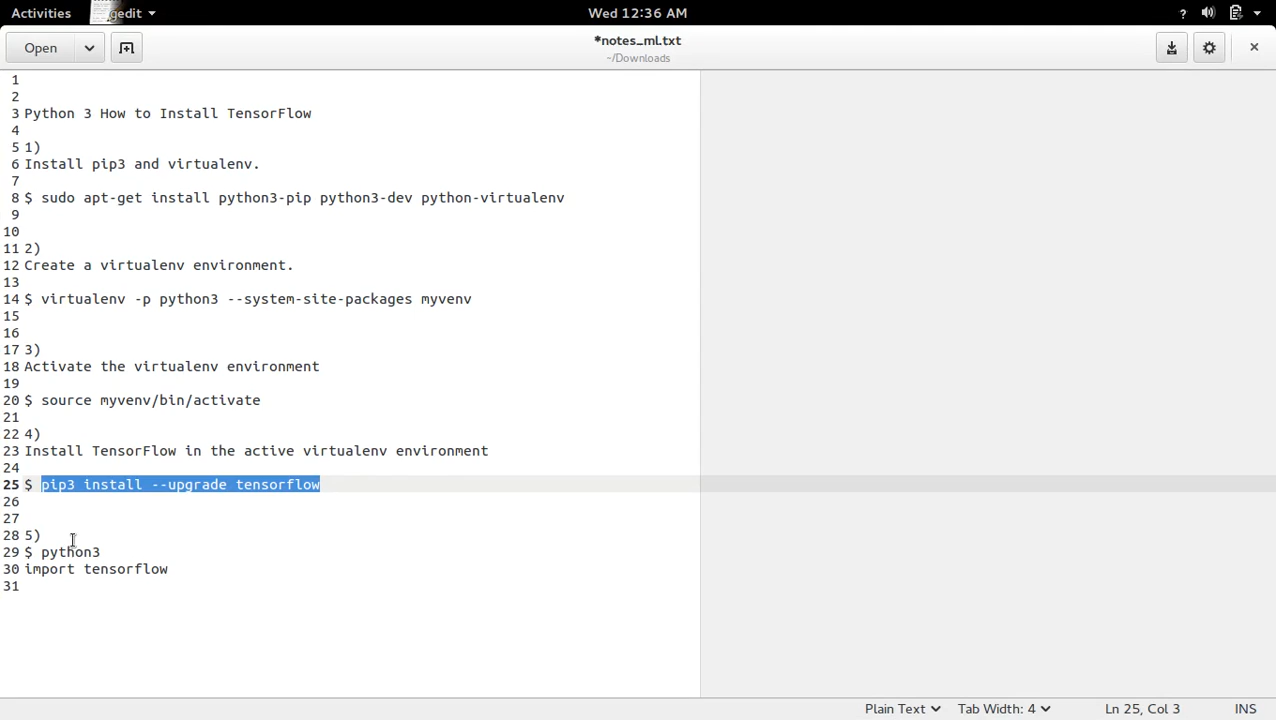 Activities gedit Wed 12:36 AM ?
Open *notes_ml.txt
~/Downloads
1
2
3 Python 3 How to Install TensorFlow
4
5 1)
6 Install pip3 and virtualenv.
7
8 $ sudo apt-get install python3-pip python3-dev python-virtualenv
9
10
11 2)
12 Create a virtualenv environment.
13
14 $ virtualenv -p python3 --system-site-packages myvenv
15
16
17 3)
18 Activate the virtualenv environment
19
20 $ source myvenv/bin/activate
21
22 4)
23 Install TensorFlow in the active virtualenv environment
24
25 $ pip3 install --upgrade tensorflow
26
27
28 5)
29 $ python3
30 import tensorflow
31
Plain Text Tab Width: 4 Ln 25, Col 3 INS